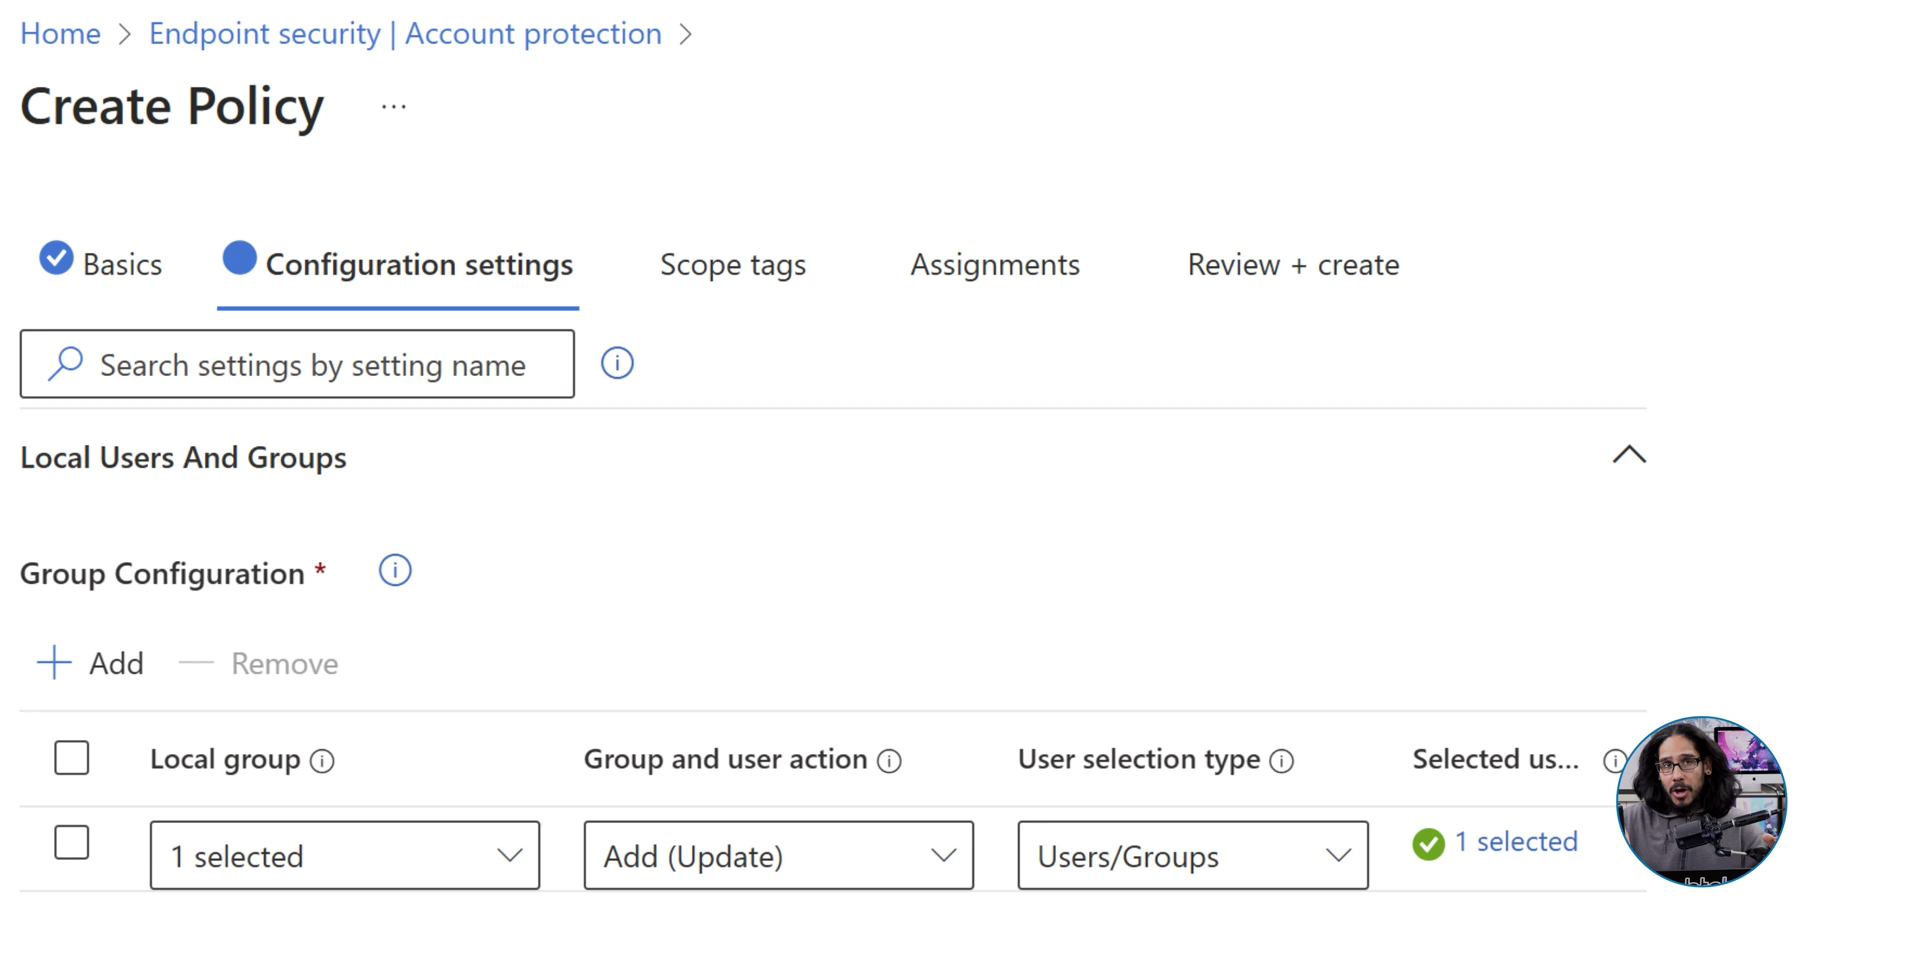 Home > Endpoint security | Account protection >
Create Policy ...
Basics Configuration settings Scope tags Assignments Review + create
Search settings by setting name
Local Users And Groups
Group Configuration *
+ Add — Remove
Local group Group and user action User selection type Selected us...
1 selected Add (Update) Users/Groups 1 selected